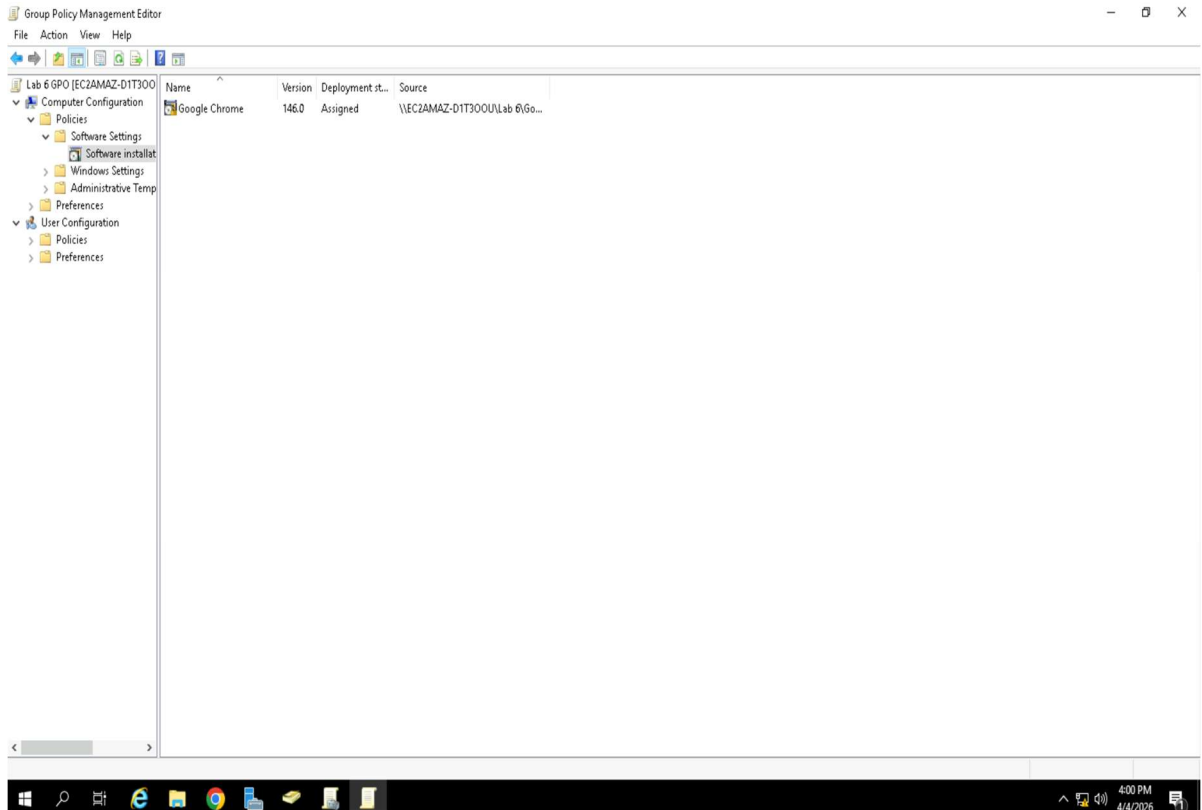 Group Policy Management Editor
File Action View Help
Lab 6 GPO [EC2AMAZ-D1T3OO
Computer Configuration
Policies
Software Settings
Software installat
Windows Settings
Administrative Temp
Preferences
User Configuration
Policies
Preferences
Name Version Deployment st... Source
Google Chrome 146.0 Assigned \\EC2AMAZ-D1T3OOU\Lab 6\Go...
4:00 PM
4/4/2026